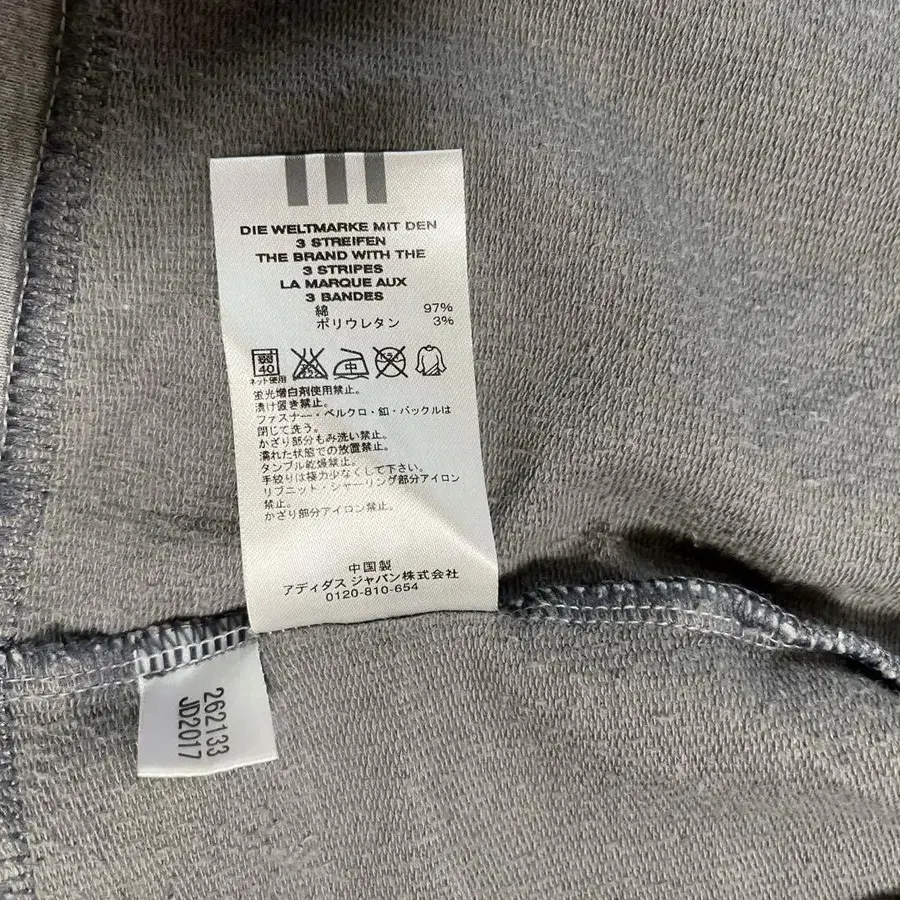 DIE WELTMARKE MIT DEN
3 STREIFEN
THE BRAND WITH THE
3 STRIPES
LA MARQUE AUX
3 BANDES
綿 97%
ポリウレタン 3%
40
ネット使用
蛍光増白剤使用禁止。
漬け置き禁止。
ファスナー・ベルクロ・釦・バックルは
閉じて洗う。
かざり部分もみ洗い禁止。
濡れた状態での放置禁止。
タンブル乾燥禁止。
手絞りは極力少なくして下さい。
リブニット・シャーリング部分アイロン
禁止。
かざり部分アイロン禁止。
中国製
アディダス ジャパン株式会社
0120-810-654
262133
JD2017